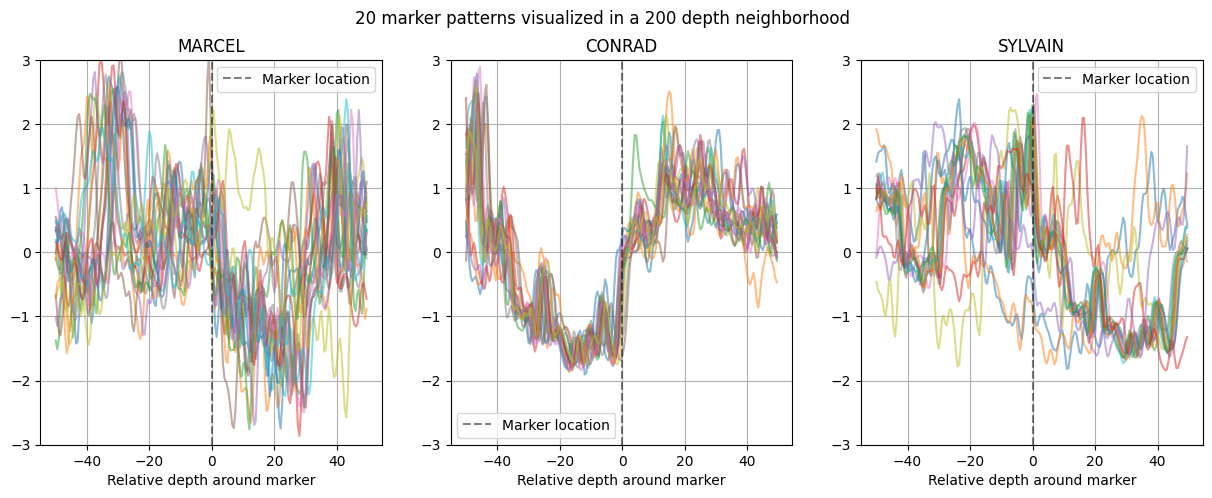 20 marker patterns visualized in a 200 depth neighborhood
MARCEL
3
2
1
0
−1
−2
−3
−40 −20 0 20 40
Relative depth around marker
Marker location
CONRAD
3
2
1
0
−1
−2
−3
−40 −20 0 20 40
Relative depth around marker
Marker location
SYLVAIN
3
2
1
0
−1
−2
−3
−40 −20 0 20 40
Relative depth around marker
Marker location